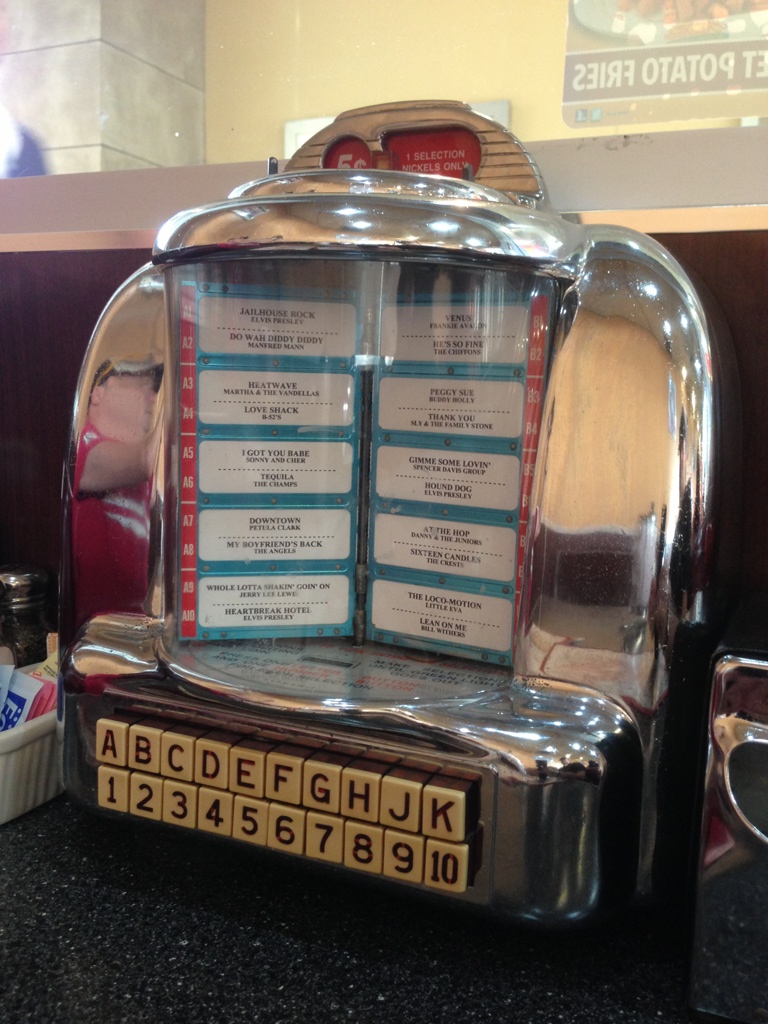 ET POTATO FRIES
5¢
1 SELECTION
NICKELS ONLY
A1
JAILHOUSE ROCK
ELVIS PRESLEY
A2
DO WAH DIDDY DIDDY
MANFRED MANN
A3
HEATWAVE
MARTHA & THE VANDELLAS
A4
LOVE SHACK
B-52'S
A5
I GOT YOU BABE
SONNY AND CHER
A6
TEQUILA
THE CHAMPS
A7
DOWNTOWN
PETULA CLARK
A8
MY BOYFRIEND'S BACK
THE ANGELS
A9
WHOLE LOTTA SHAKIN' GOIN' ON
JERRY LEE LEWIS
A10
HEARTBREAK HOTEL
ELVIS PRESLEY
VENUS
FRANKIE AVALON
B1
HE'S SO FINE
THE CHIFFONS
B2
PEGGY SUE
BUDDY HOLLY
B3
THANK YOU
SLY & THE FAMILY STONE
B4
GIMME SOME LOVIN'
SPENCER DAVIS GROUP
B5
HOUND DOG
ELVIS PRESLEY
B
AT THE HOP
DANNY & THE JUNIORS
B
SIXTEEN CANDLES
THE CRESTS
THE LOCO-MOTION
LITTLE EVA
LEAN ON ME
BILL WITHERS
A B C D E F G H J K
1 2 3 4 5 6 7 8 9 10